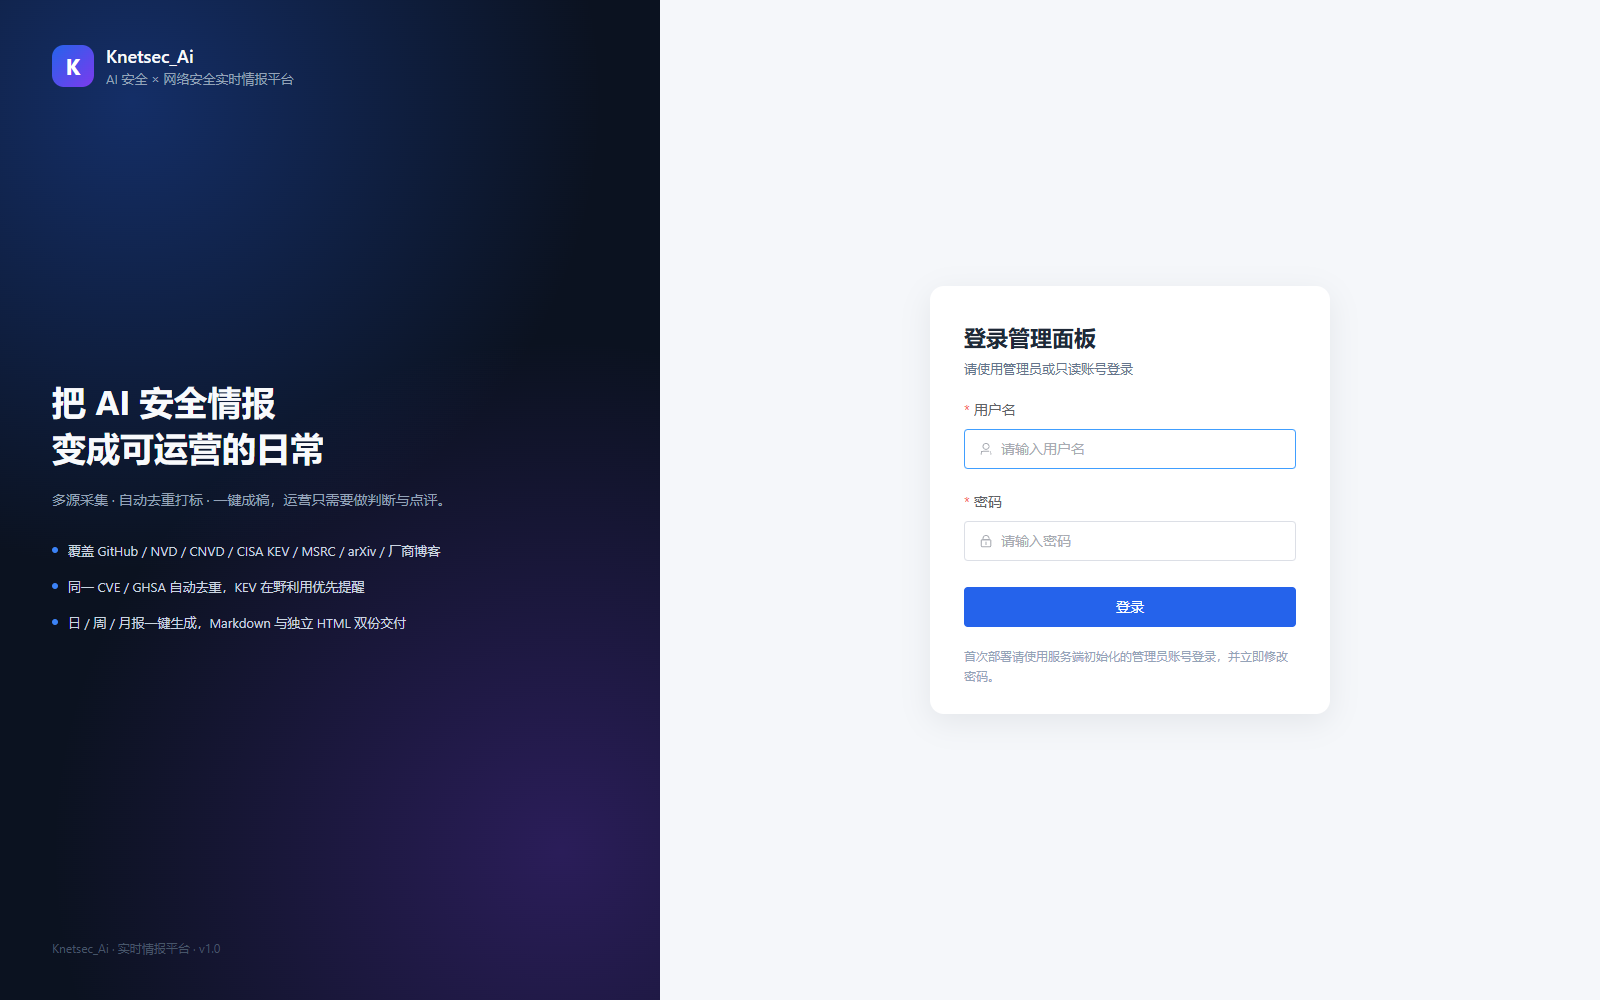 K
Knetsec_Ai
AI 安全 × 网络安全实时情报平台
把 AI 安全情报
变成可运营的日常
多源采集 · 自动去重打标 · 一键成稿，运营只需要做判断与点评。
覆盖 GitHub / NVD / CNVD / CISA KEV / MSRC / arXiv / 厂商博客
同一 CVE / GHSA 自动去重，KEV 在野利用优先提醒
日 / 周 / 月报一键生成，Markdown 与独立 HTML 双份交付
Knetsec_Ai · 实时情报平台 · v1.0
登录管理面板
请使用管理员或只读账号登录
* 用户名
请输入用户名
* 密码
请输入密码
登录
首次部署请使用服务端初始化的管理员账号登录，并立即修改
密码。